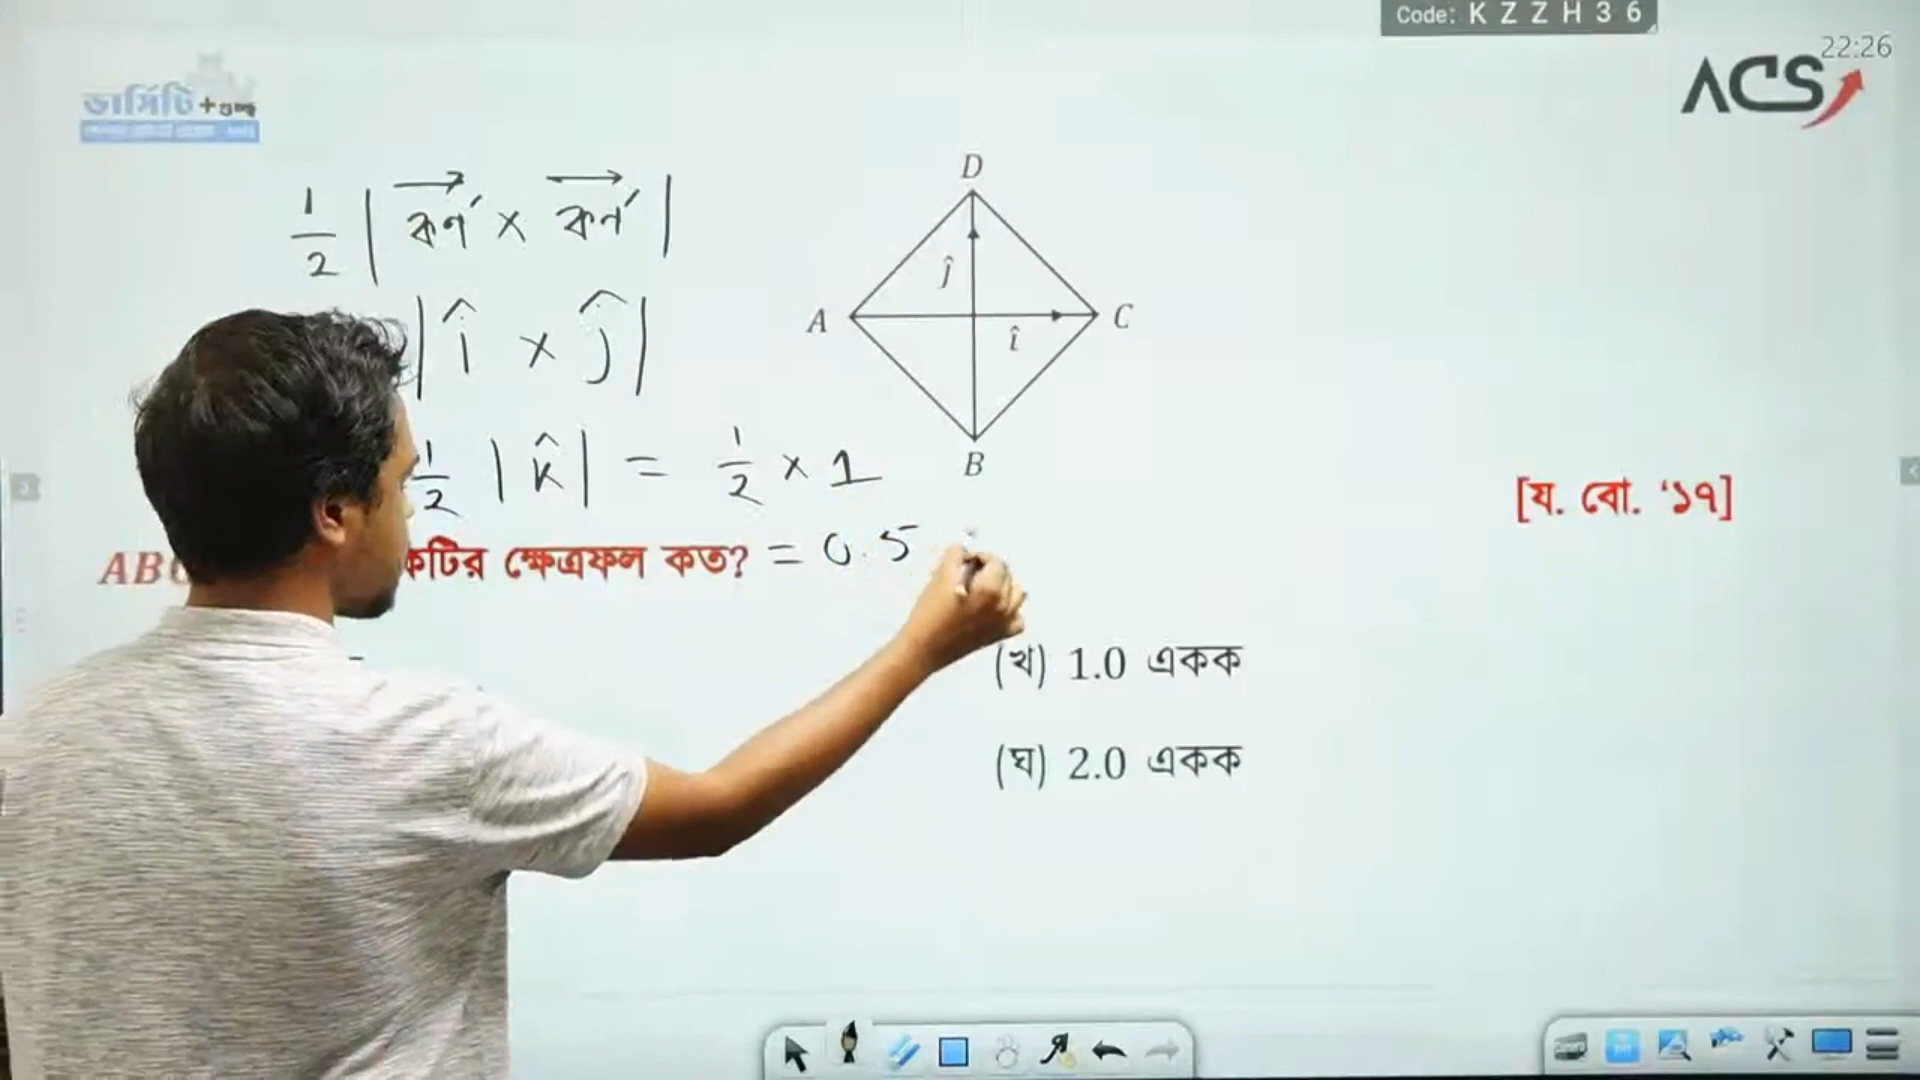 Code: K Z Z H 3 6
22:26
ভার্সিটি +
ACS
1/2 | কর্ণ × কর্ণ |
| î × ĵ |
1/2 | k̂ | = 1/2 × 1
D
ĵ
A
C
î
B
[য. বো. ‘১৭]
AB
কটির ক্ষেত্রফল কত? = 0.5
(খ) 1.0 একক
(ঘ) 2.0 একক